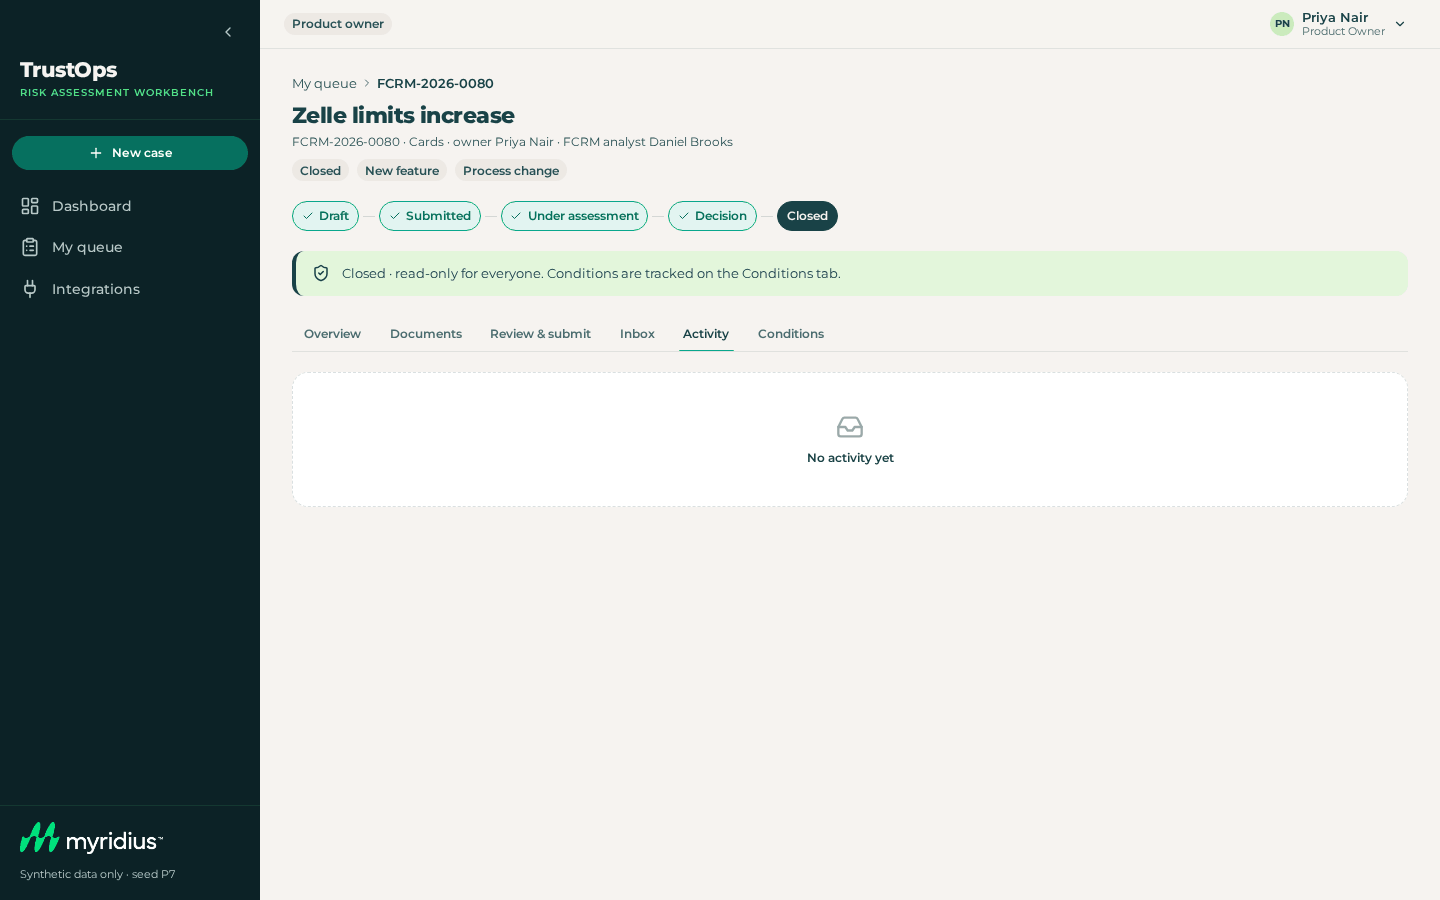 Product owner
PN
Priya Nair
Product Owner
TrustOps
RISK ASSESSMENT WORKBENCH
New case
Dashboard
My queue
Integrations
myridius™
Synthetic data only · seed P7
My queue > FCRM-2026-0080
Zelle limits increase
FCRM-2026-0080 · Cards · owner Priya Nair · FCRM analyst Daniel Brooks
Closed New feature Process change
Draft Submitted Under assessment Decision Closed
Closed · read-only for everyone. Conditions are tracked on the Conditions tab.
Overview Documents Review & submit Inbox Activity Conditions
No activity yet